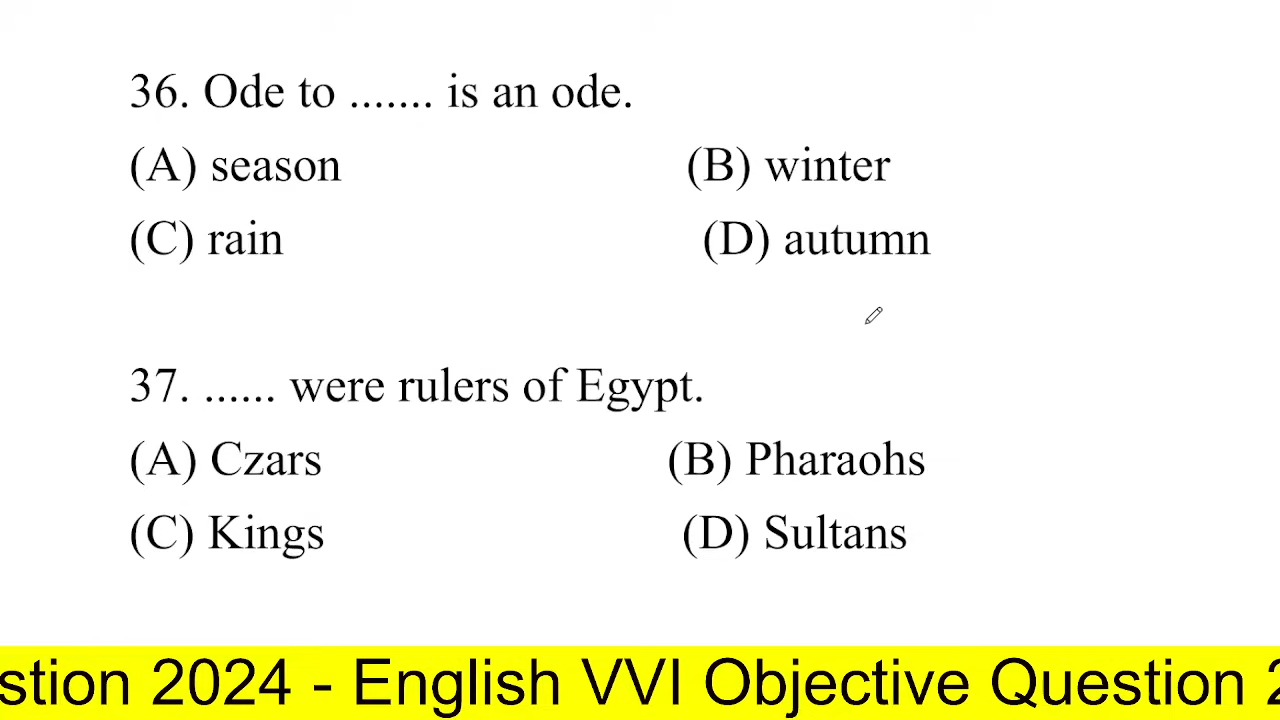 36. Ode to ....... is an ode.
(A) season (B) winter
(C) rain (D) autumn
37. ...... were rulers of Egypt.
(A) Czars (B) Pharaohs
(C) Kings (D) Sultans
stion 2024 - English VVI Objective Question 2